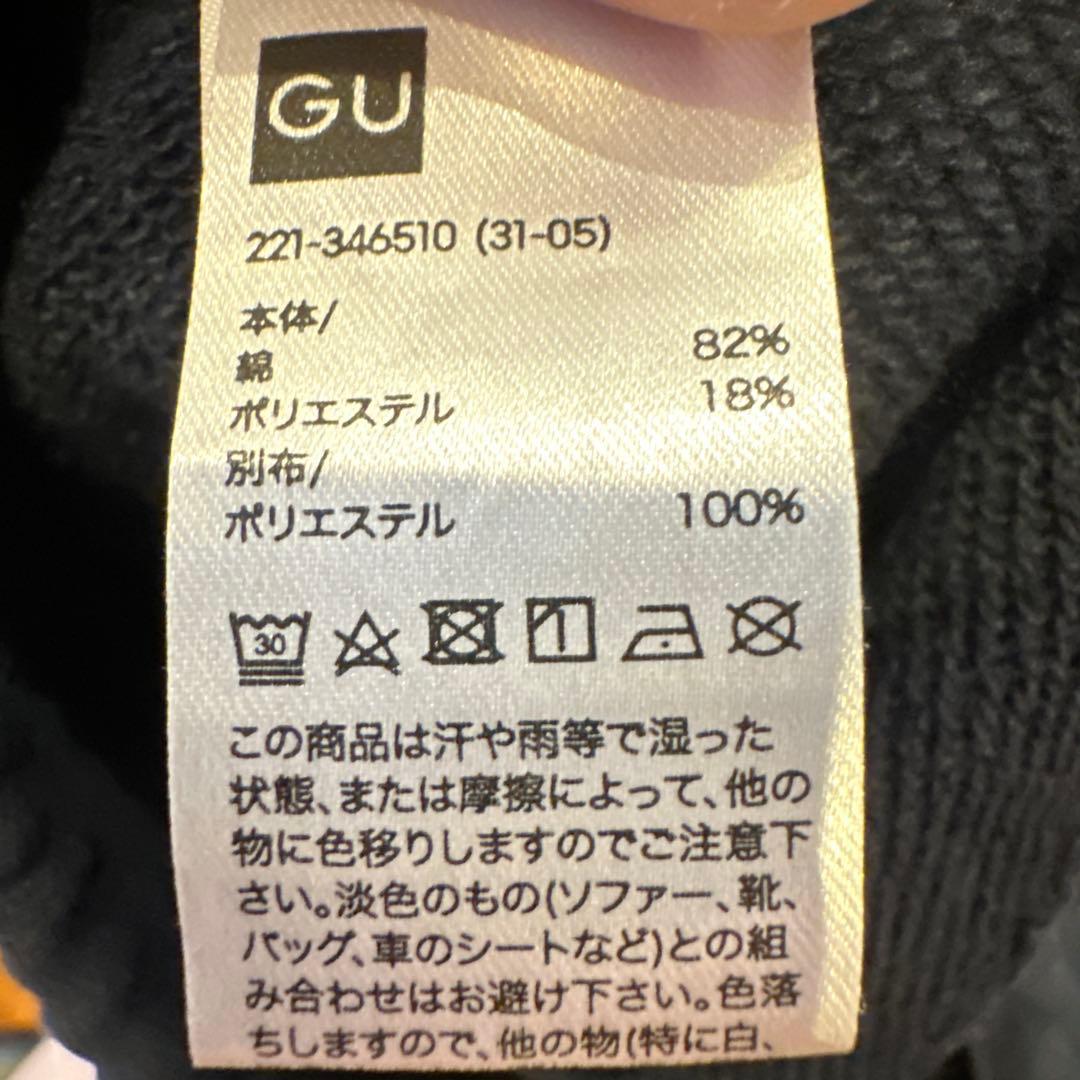 GU
221-346510 (31-05)
本体/
綿 82%
ポリエステル 18%
別布/
ポリエステル 100%
30
この商品は汗や雨等で湿った
状態、または摩擦によって、他の
物に色移りしますのでご注意下
さい。淡色のもの(ソファー、靴、
バッグ、車のシートなど)との組
み合わせはお避け下さい。色落
ちしますので、他の物(特に白、